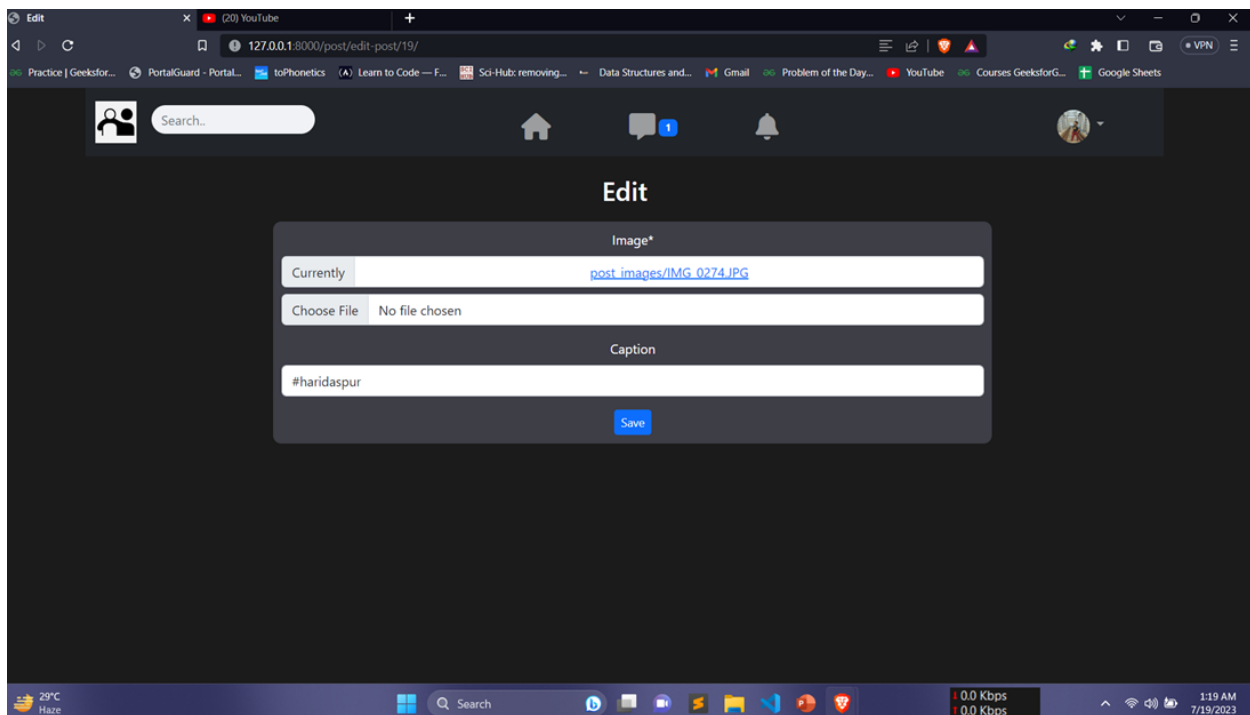 Edit
(20) YouTube
127.0.0.1:8000/post/edit-post/19/
VPN
Practice | Geeksfor...
PortalGuard - Portal...
toPhonetics
Learn to Code — F...
Sci-Hub: removing...
Data Structures and...
Gmail
Problem of the Day...
YouTube
Courses GeeksforG...
Google Sheets
Search..
1
Edit
Image*
Currently
post_images/IMG_0274.JPG
Choose File
No file chosen
Caption
#haridaspur
Save
29°C
Haze
Search
0.0 Kbps
0.0 Kbps
1:19 AM
7/19/2023